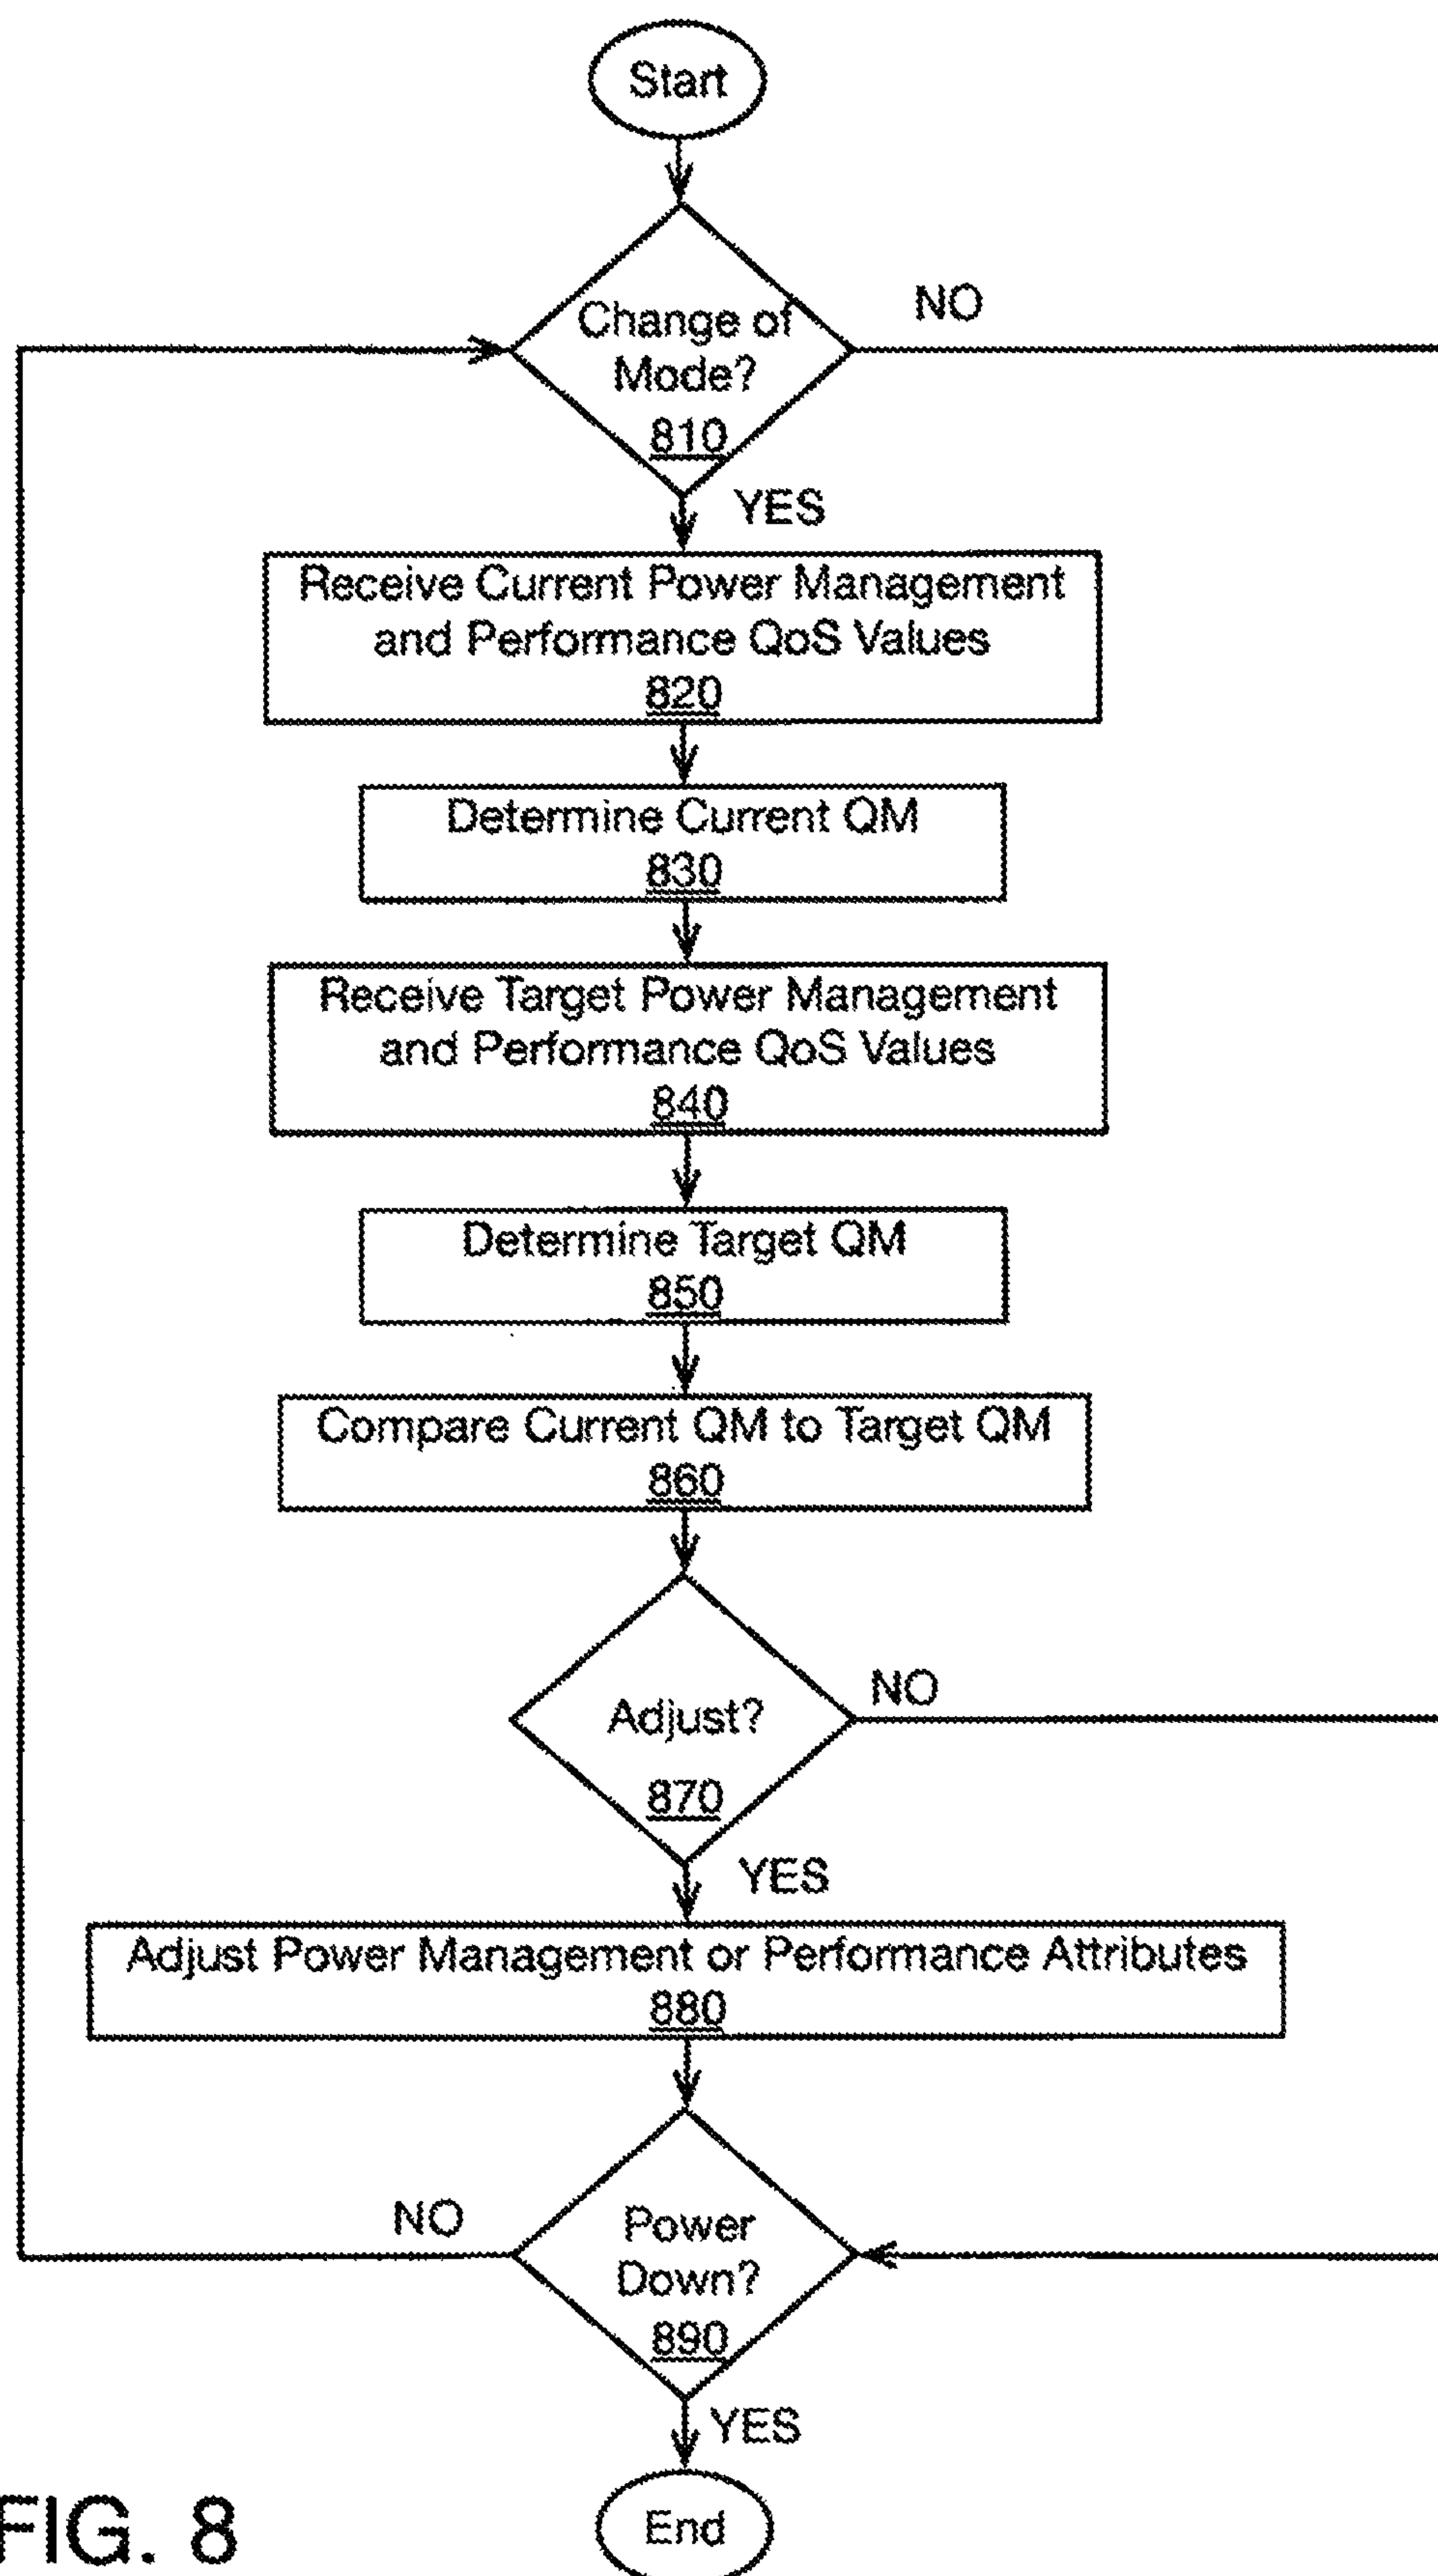 Start
Change of
Mode?
810
NO
YES
Receive Current Power Management
and Performance QoS Values
820
Determine Current QM
830
Receive Target Power Management
and Performance QoS Values
840
Determine Target QM
850
Compare Current QM to Target QM
860
Adjust?
870
NO
YES
Adjust Power Management or Performance Attributes
880
NO
Power
Down?
890
YES
End
FIG. 8